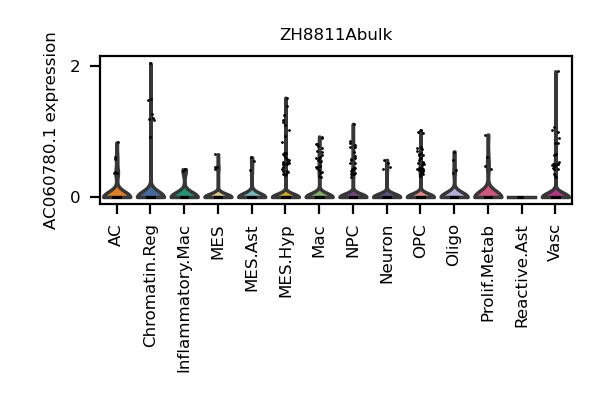 ZH8811Abulk
AC060780.1 expression
2
0
AC
Chromatin.Reg
Inflammatory.Mac
MES
MES.Ast
MES.Hyp
Mac
NPC
Neuron
OPC
Oligo
Prolif.Metab
Reactive.Ast
Vasc